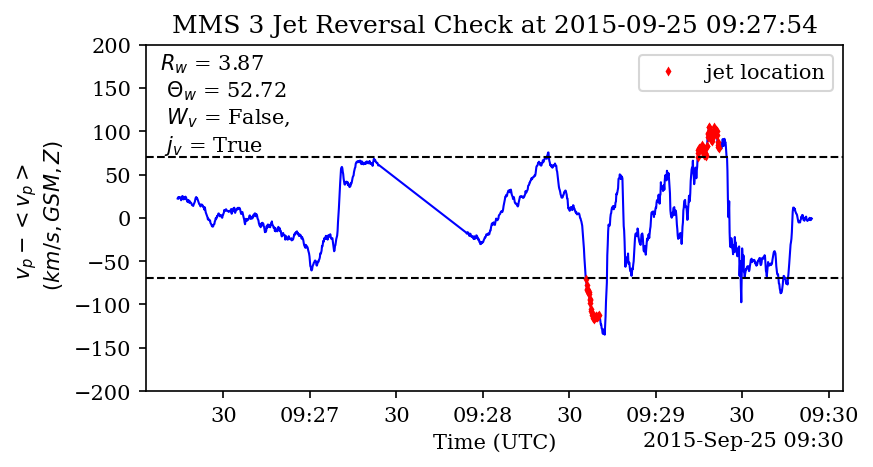 MMS 3 Jet Reversal Check at 2015-09-25 09:27:54
R_w = 3.87
Θ_w = 52.72
W_v = False,
j_v = True
jet location
v_p − < v_p >
(km/s, GSM, Z)
200
150
100
50
0
−50
−100
−150
−200
30
09:27
30
09:28
30
09:29
30
09:30
Time (UTC)
2015-Sep-25 09:30